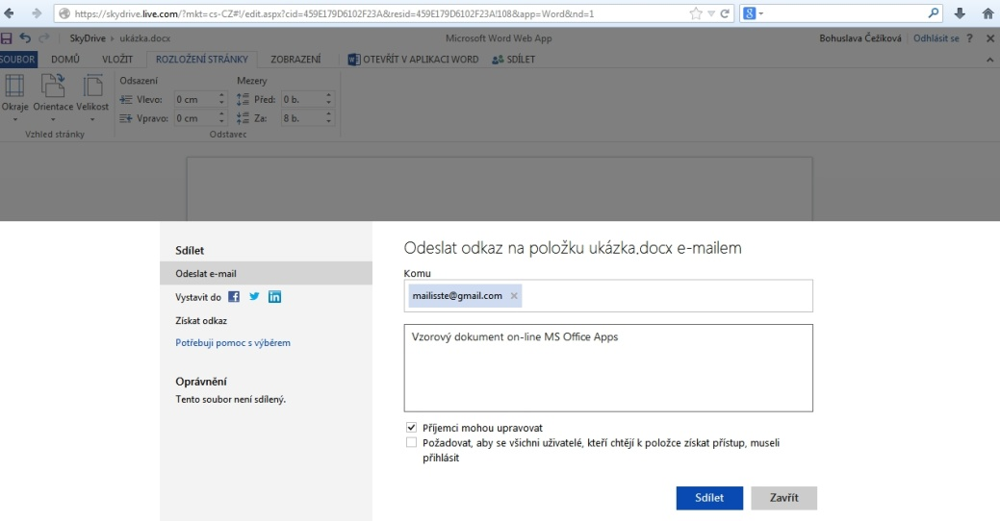 https://skydrive.live.com/?mkt=cs-CZ#!/edit.aspx?cid=459E179D6102F23A&resid=459E179D6102F23A!108&app=Word&nd=1
SkyDrive ▸ ukázka.docx
Microsoft Word Web App
Bohuslava Čežíková
Odhlásit se ?
SOUBOR DOMŮ VLOŽIT ROZLOŽENÍ STRÁNKY ZOBRAZENÍ OTEVŘÍT V APLIKACI WORD SDÍLET
Odsazení Mezery
Okraje Orientace Velikost
Vlevo: 0 cm Před: 0 b.
Vpravo: 0 cm Za: 8 b.
Vzhled stránky Odstavec
Sdílet
Odeslat e-mail
Vystavit do
Získat odkaz
Potřebuji pomoc s výběrem
Oprávnění
Tento soubor není sdílený.
Odeslat odkaz na položku ukázka.docx e-mailem
Komu
mailisste@gmail.com ×
Vzorový dokument on-line MS Office Apps
Příjemci mohou upravovat
Požadovat, aby se všichni uživatelé, kteří chtějí k položce získat přístup, museli
přihlásit
Sdílet Zavřít